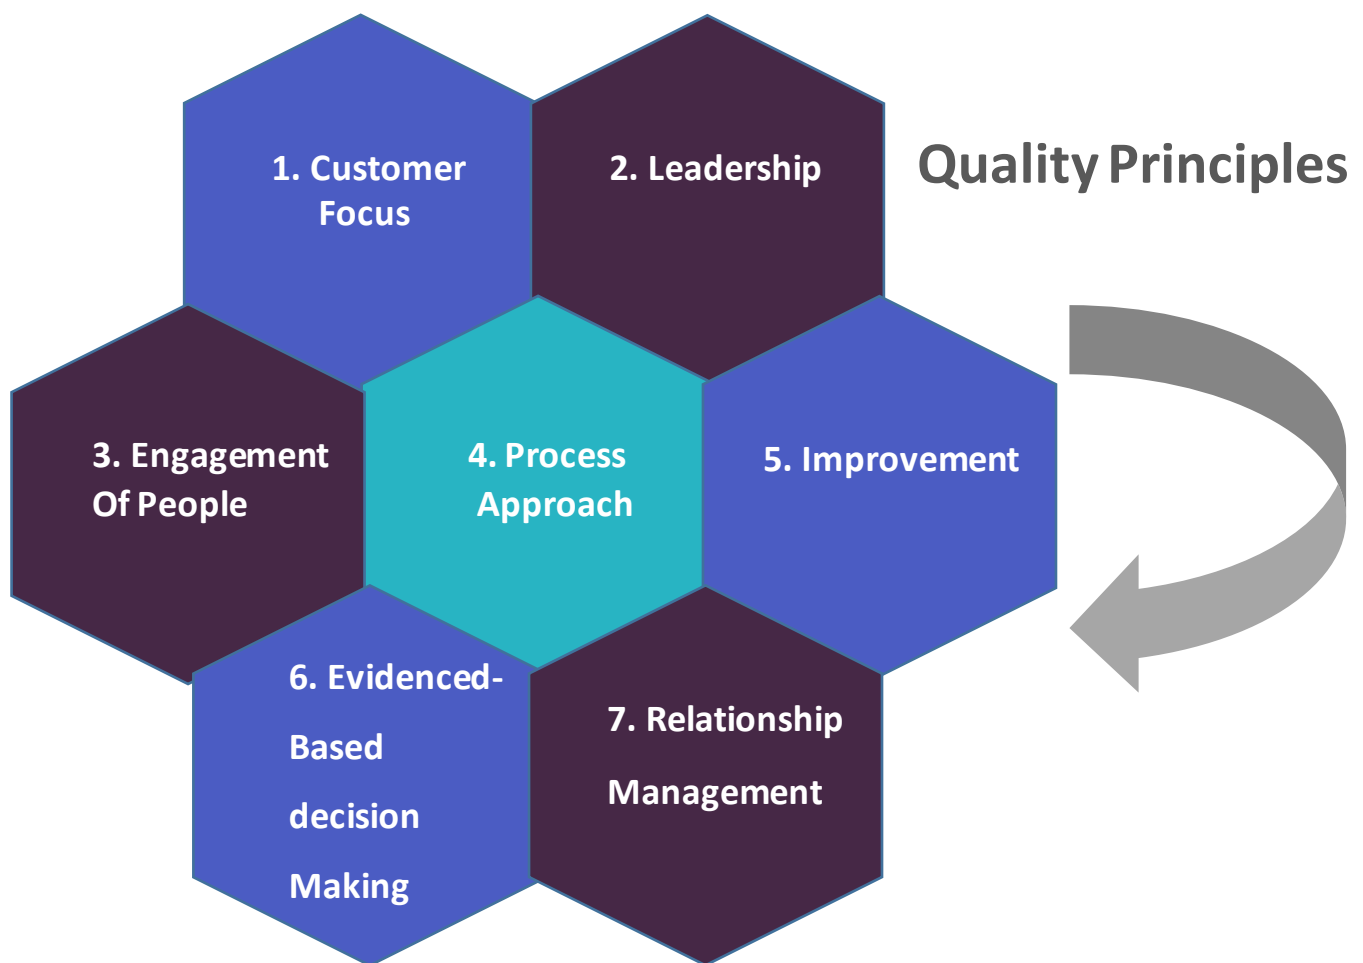 1. Customer
Focus
2. Leadership
Quality Principles
3. Engagement
Of People
4. Process
Approach
5. Improvement
6. Evidenced-
Based
decision
Making
7. Relationship
Management